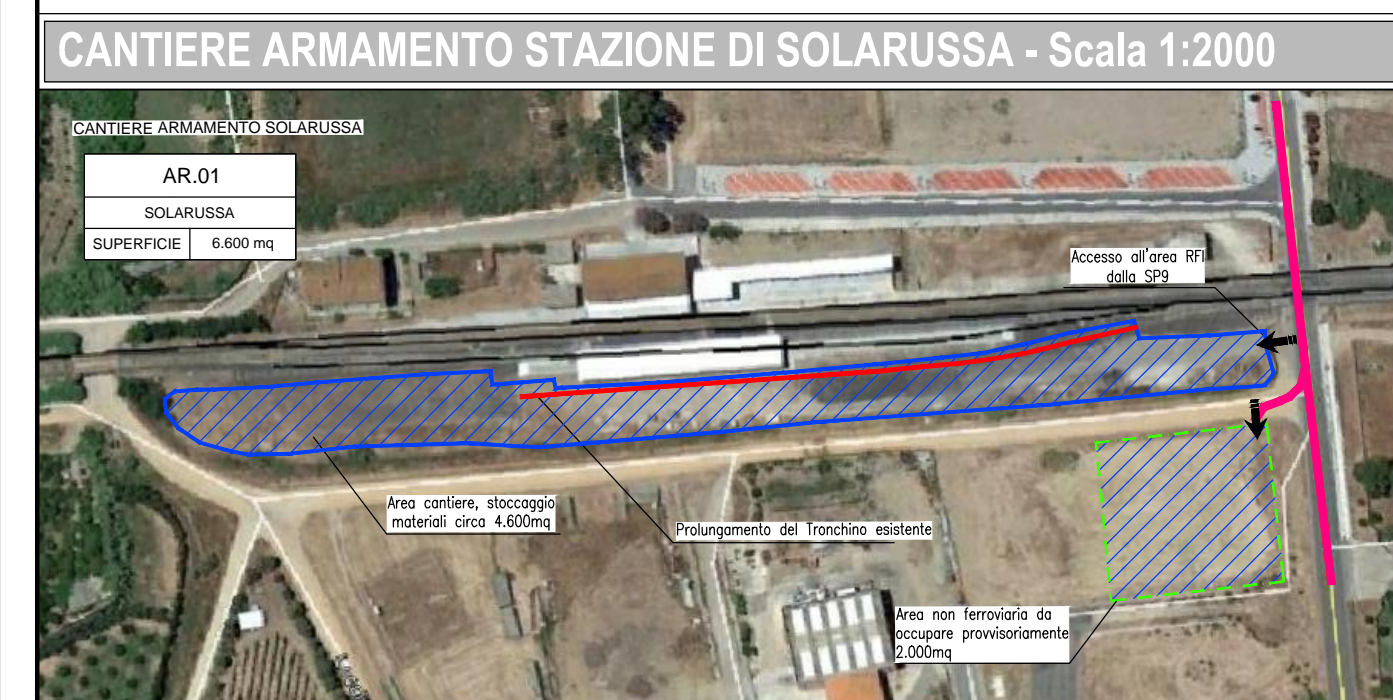 CANTIERE ARMAMENTO STAZIONE DI SOLARUSSA - Scala 1:2000
CANTIERE ARMAMENTO SOLARUSSA
AR.01
SOLARUSSA
SUPERFICIE 6.600 mq
Accesso all'area RFI
dalla SP9
Area cantiere, stoccaggio
materiali circa 4.600mq
Prolungamento del Tronchino esistente
Area non ferroviaria da
occupare provvisoriamente
2.000mq